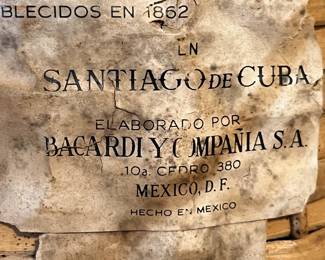 BLECIDOS EN 1862
EN
SANTIAGO DE CUBA
ELABORADO POR
BACARDI Y COMPAÑIA S.A.
10a. CEDRO 380
MEXICO, D.F.
HECHO EN MEXICO